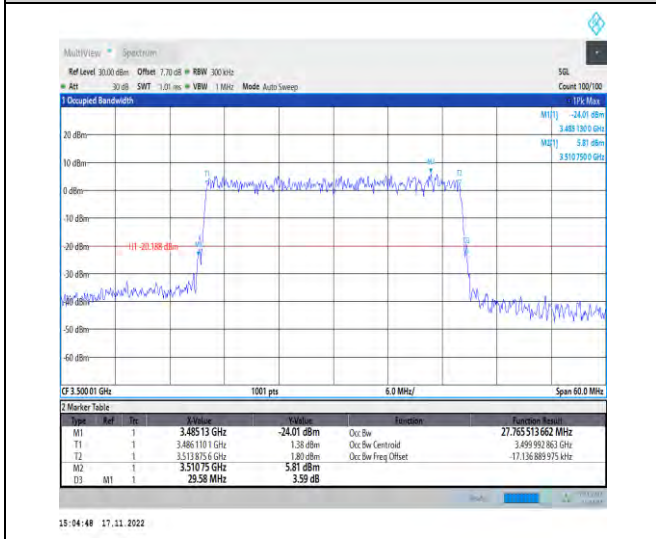 MultiView Spectrum
Ref Level 30.00 dBm Offset 7.70 dB RBW 300 kHz SGL
Att 30 dB SWT 1.01 ms VBW 1 MHz Mode Auto Sweep Count 100/100
1 Occupied Bandwidth 1Pk Max
M1[1] -24.01 dBm
3.485 130 0 GHz
20 dBm
M2[1] 5.81 dBm
3.510 750 0 GHz
10 dBm
M2
T1
T2
0 dBm
-10 dBm
-20 dBm
H1 -20.188 dBm
M1
D3
-30 dBm
-40 dBm
-50 dBm
-60 dBm
CF 3.500 01 GHz 1001 pts 6.0 MHz/ Span 60.0 MHz
2 Marker Table
Type Ref Trc X-Value Y-Value Function Function Result
M1 1 3.485 13 GHz -24.01 dBm Occ Bw 27.765 513 662 MHz
T1 1 3.486 110 1 GHz 1.38 dBm Occ Bw Centroid 3.499 992 863 GHz
T2 1 3.513 875 6 GHz 1.80 dBm Occ Bw Freq Offset -17.136 889 975 kHz
M2 1 3.510 75 GHz 5.81 dBm
D3 M1 1 29.58 MHz 3.59 dB
15:04:48 17.11.2022